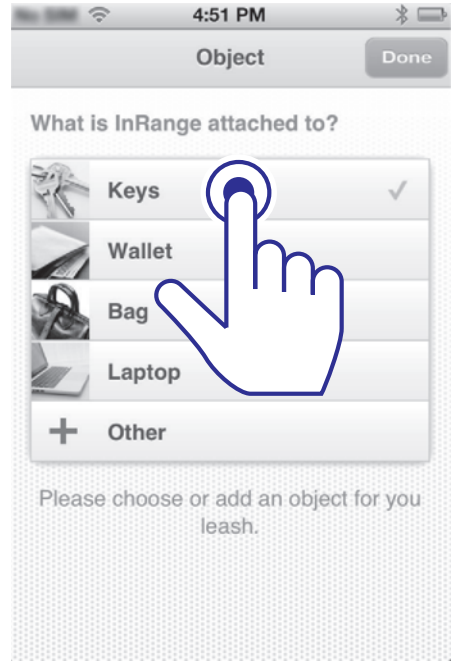 4:51 PM
Object
Done
What is InRange attached to?
Keys
Wallet
Bag
Laptop
Other
Please choose or add an object for you
leash.